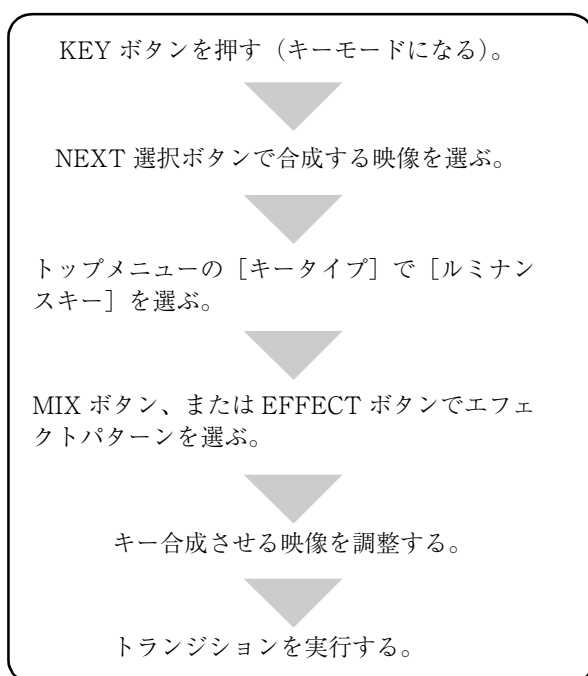 KEY ボタンを押す（キーモードになる）。
NEXT 選択ボタンで合成する映像を選ぶ。
トップメニューの［キータイプ］で［ルミナン
スキー］を選ぶ。
MIX ボタン、または EFFECT ボタンでエフェ
クトパターンを選ぶ。
キー合成させる映像を調整する。
トランジションを実行する。